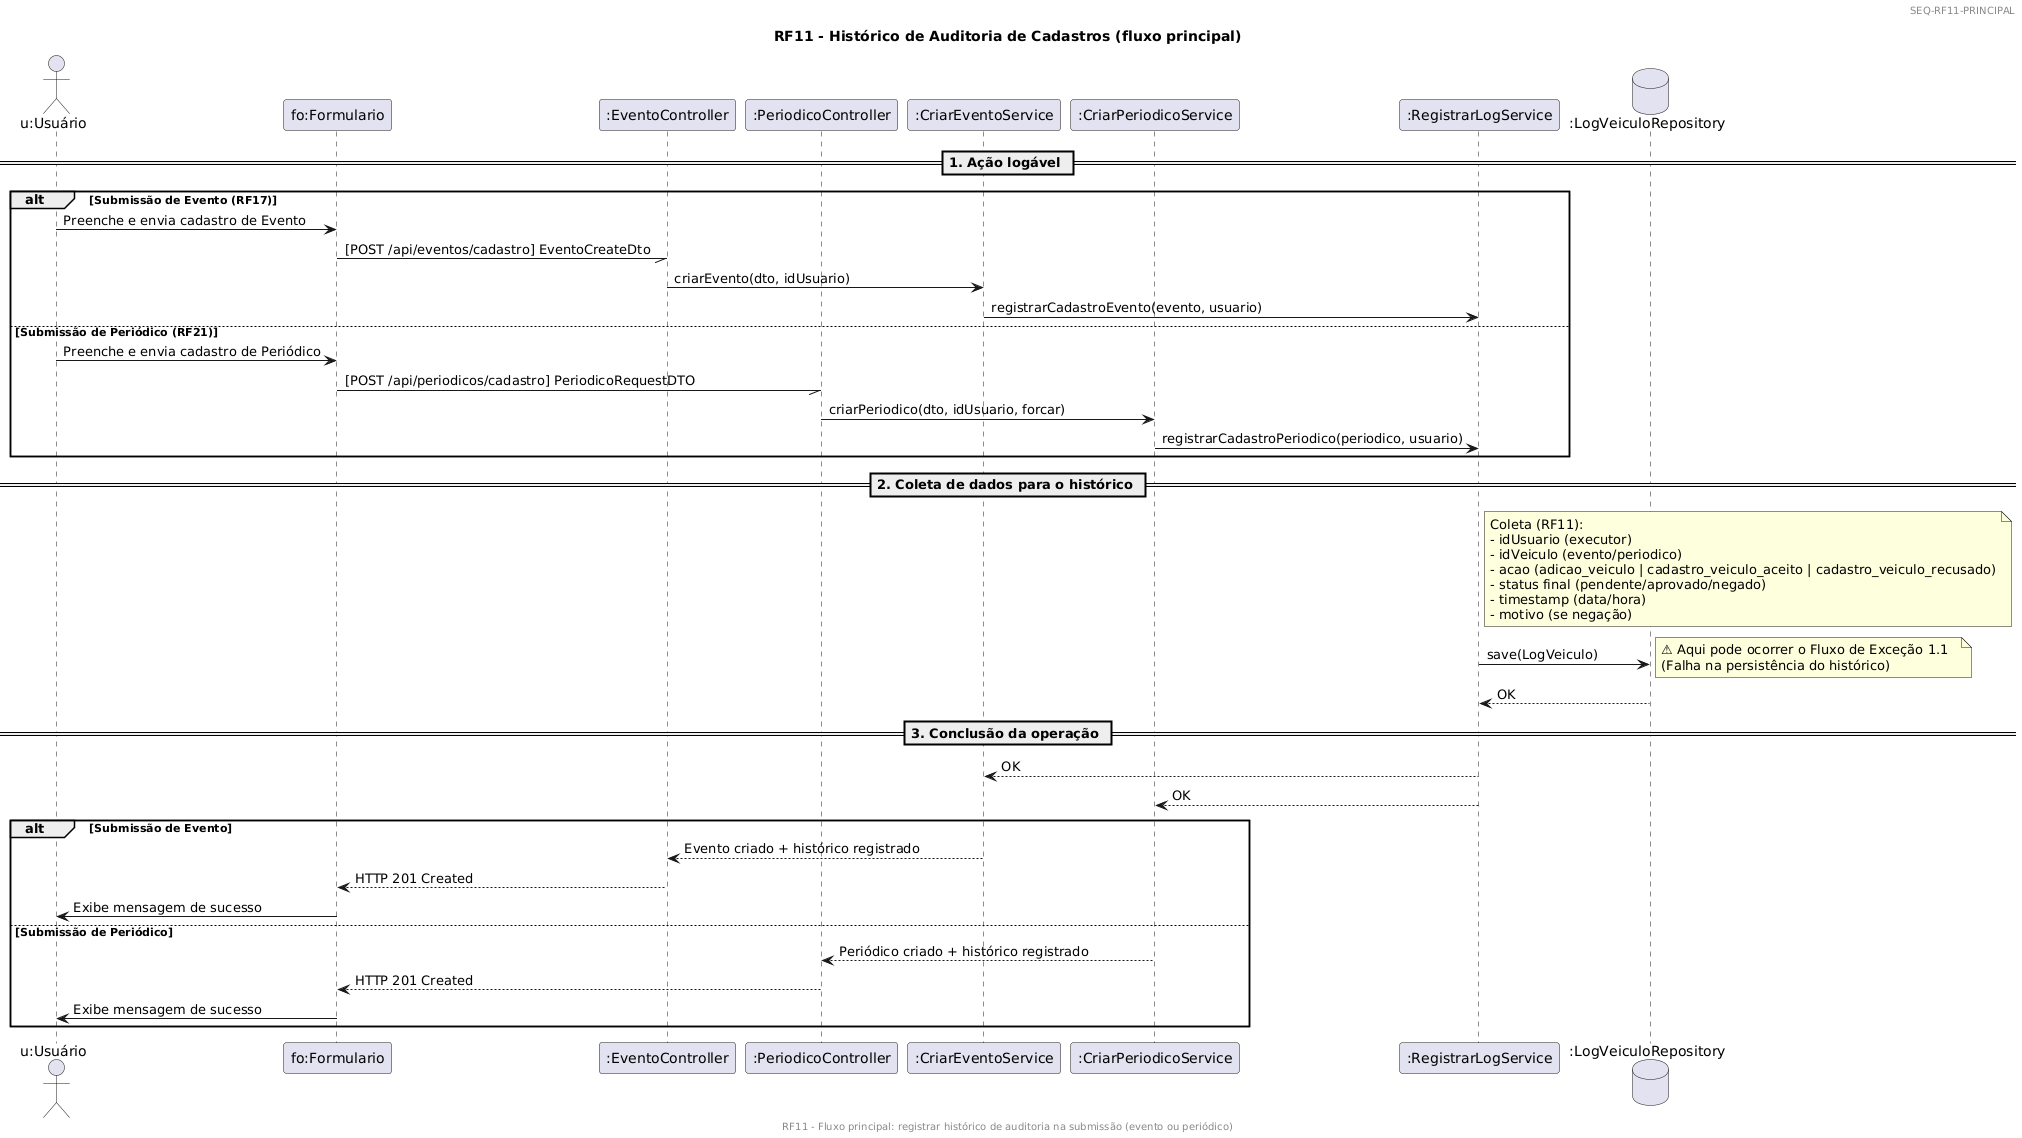 SEQ-RF11-PRINCIPAL
RF11 - Histórico de Auditoria de Cadastros (fluxo principal)
u:Usuário
fo:Formulario
:EventoController
:PeriodicoController
:CriarEventoService
:CriarPeriodicoService
:RegistrarLogService
:LogVeiculoRepository
1. Ação logável
alt
[Submissão de Evento (RF17)]
Preenche e envia cadastro de Evento
[POST /api/eventos/cadastro] EventoCreateDto
criarEvento(dto, idUsuario)
registrarCadastroEvento(evento, usuario)
[Submissão de Periódico (RF21)]
Preenche e envia cadastro de Periódico
[POST /api/periodicos/cadastro] PeriodicoRequestDTO
criarPeriodico(dto, idUsuario, forcar)
registrarCadastroPeriodico(periodico, usuario)
2. Coleta de dados para o histórico
Coleta (RF11):
- idUsuario (executor)
- idVeiculo (evento/periodico)
- acao (adicao_veiculo | cadastro_veiculo_aceito | cadastro_veiculo_recusado)
- status final (pendente/aprovado/negado)
- timestamp (data/hora)
- motivo (se negação)
save(LogVeiculo)
⚠ Aqui pode ocorrer o Fluxo de Exceção 1.1
(Falha na persistência do histórico)
OK
3. Conclusão da operação
OK
OK
alt
[Submissão de Evento]
Evento criado + histórico registrado
HTTP 201 Created
Exibe mensagem de sucesso
[Submissão de Periódico]
Periódico criado + histórico registrado
HTTP 201 Created
Exibe mensagem de sucesso
u:Usuário
fo:Formulario
:EventoController
:PeriodicoController
:CriarEventoService
:CriarPeriodicoService
:RegistrarLogService
:LogVeiculoRepository
RF11 - Fluxo principal: registrar histórico de auditoria na submissão (evento ou periódico)